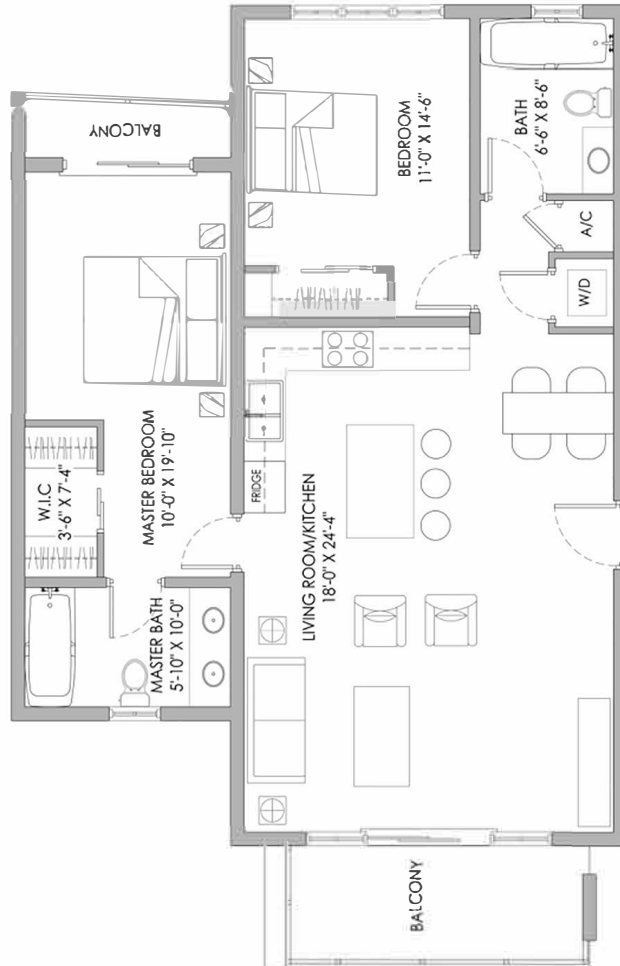 BALCONY
BEDROOM
11'-0" X 14'-6"
BATH
6'-6" X 8'-6"
A/C
W/D
MASTER BEDROOM
10'-0" X 19'-10"
W.I.C
3'-6" X 7'-4"
FRIDGE
LIVING ROOM/KITCHEN
18'-0" X 24'-4"
MASTER BATH
5'-10" X 10'-0"
BALCONY